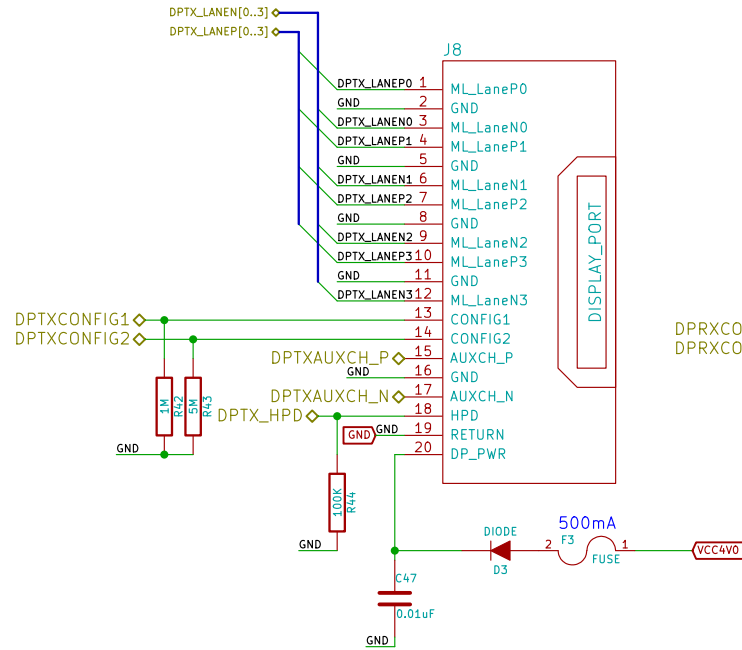 DPTX_LANEN[0..3]
DPTX_LANEP[0..3]
J8
DPTX_LANEP0 1 ML_LaneP0
GND 2 GND
DPTX_LANEN0 3 ML_LaneN0
DPTX_LANEP1 4 ML_LaneP1
GND 5 GND
DPTX_LANEN1 6 ML_LaneN1
DPTX_LANEP2 7 ML_LaneP2
GND 8 GND
DPTX_LANEN2 9 ML_LaneN2
DPTX_LANEP3 10 ML_LaneP3
GND 11 GND
DPTX_LANEN3 12 ML_LaneN3
DISPLAY_PORT
DPTXCONFIG1 13 CONFIG1
DPTXCONFIG2 14 CONFIG2
DPRXCO
DPRXCO
DPTXAUXCH_P 15 AUXCH_P
GND 16 GND
DPTXAUXCH_N 17 AUXCH_N
DPTX_HPD 18 HPD
GND GND 19 RETURN
20 DP_PWR
1M R42
5M R43
GND
100K R44
GND
500mA
DIODE
D3
2 F3 1
FUSE
VCC4V0
C47
0.01uF
GND